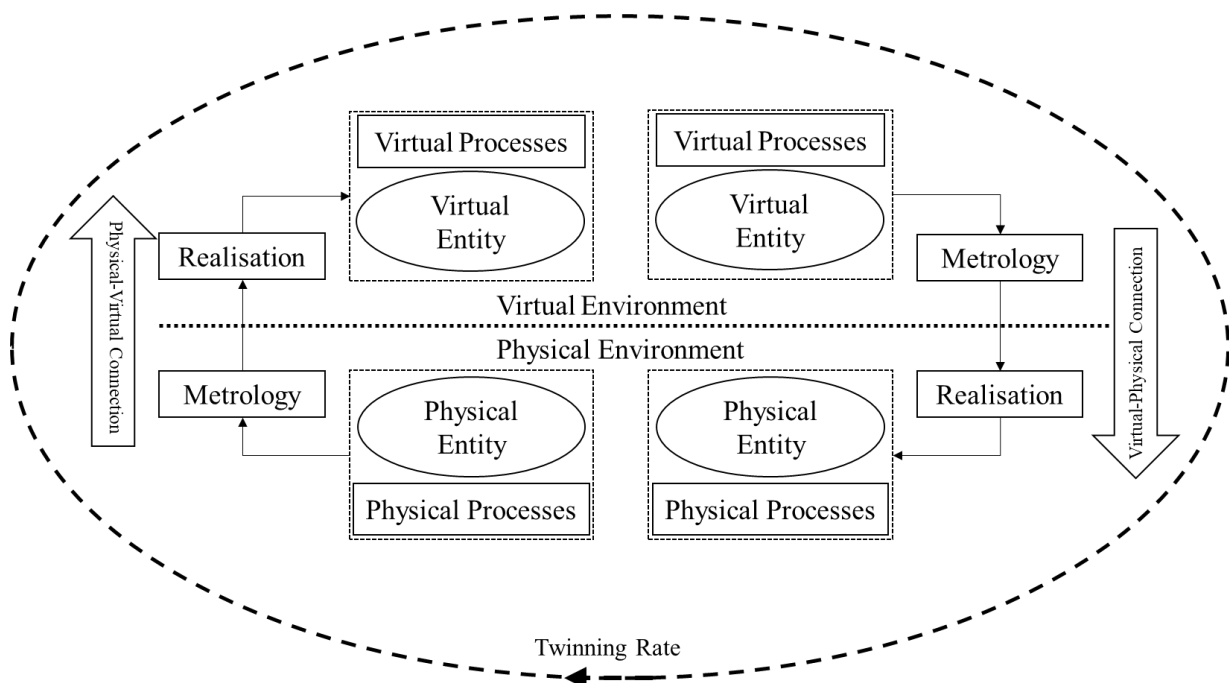 Virtual Processes
Virtual
Entity
Virtual Processes
Virtual
Entity
Physical-Virtual Connection
Realisation
Metrology
Virtual-Physical Connection
Virtual Environment
Physical Environment
Metrology
Physical
Entity
Physical Processes
Physical
Entity
Physical Processes
Realisation
Twinning Rate